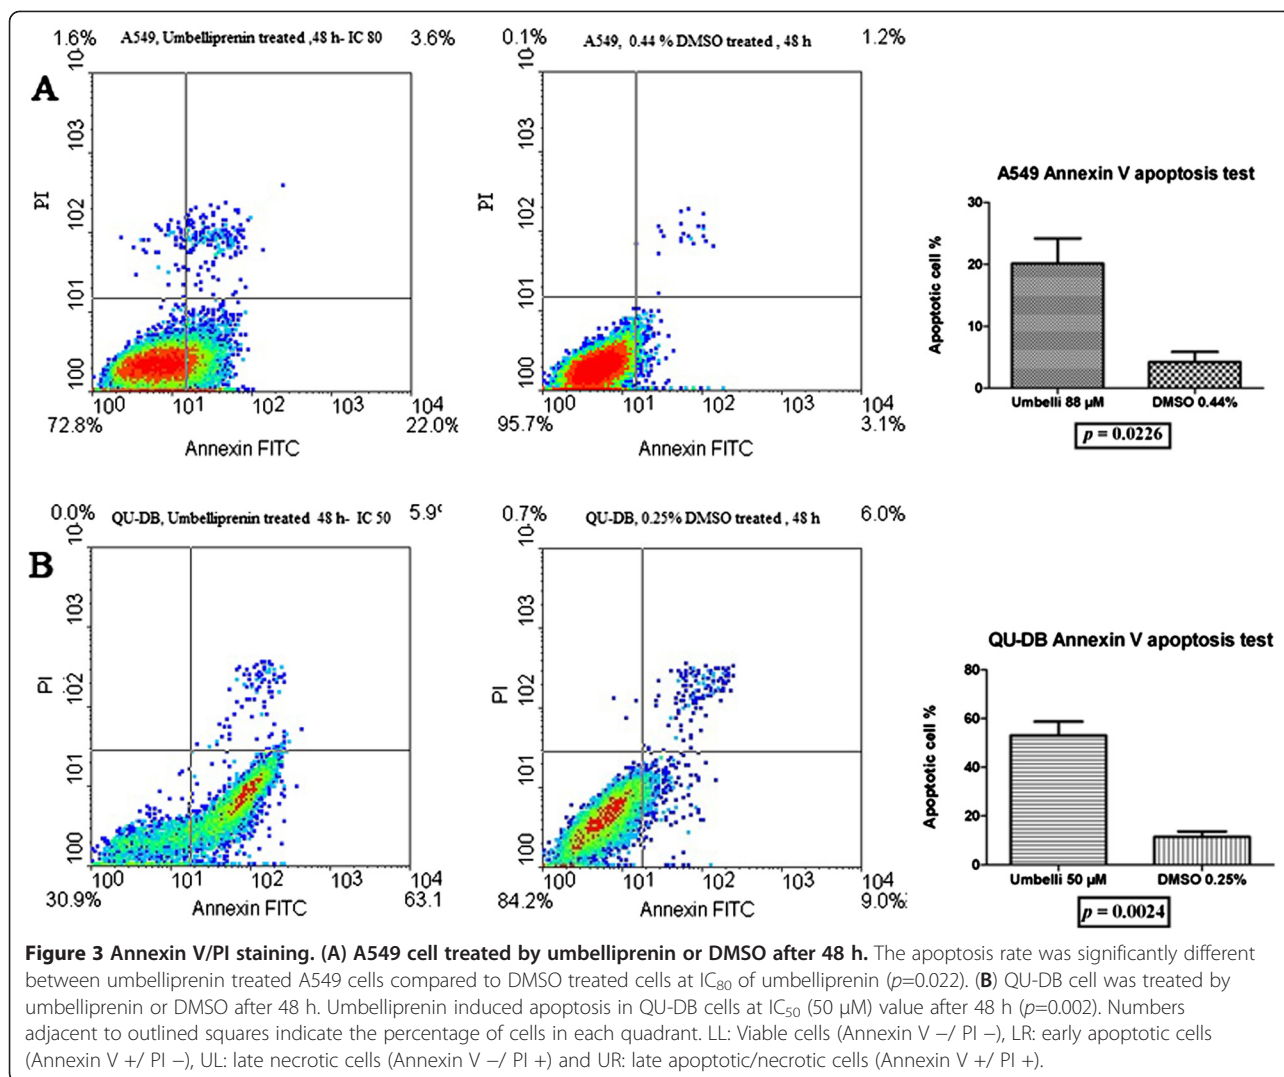 1.6% A549, Umbelliprenin treated ,48 h- IC 80 3.6%
0.1% A549, 0.44 % DMSO treated , 48 h 1.2%
A
10
103
102
101
100
PI
100 101 102 103 104
72.8% 22.0%
Annexin FITC
10
103
102
101
100
PI
100 101 102 103 104
95.7% 3.1%
Annexin FITC
A549 Annexin V apoptosis test
Apoptotic cell %
30
20
10
0
Umbelli 88 µM DMSO 0.44%
p = 0.0226
0.0% QU-DB, Umbelliprenin treated 48 h- IC 50 5.9
0.7% QU-DB, 0.25% DMSO treated , 48 h 6.0%
B
10
103
102
101
100
PI
100 101 102 103 104
30.9% 63.1
Annexin FITC
10
103
102
101
100
PI
100 101 102 103 104
84.2% 9.0%
Annexin FITC
QU-DB Annexin V apoptosis test
Apoptotic cell %
80
60
40
20
0
Umbelli 50 µM DMSO 0.25%
p = 0.0024
Figure 3 Annexin V/PI staining. (A) A549 cell treated by umbelliprenin or DMSO after 48 h. The apoptosis rate was significantly different
between umbelliprenin treated A549 cells compared to DMSO treated cells at IC80 of umbelliprenin (p=0.022). (B) QU-DB cell was treated by
umbelliprenin or DMSO after 48 h. Umbelliprenin induced apoptosis in QU-DB cells at IC50 (50 μM) value after 48 h (p=0.002). Numbers
adjacent to outlined squares indicate the percentage of cells in each quadrant. LL: Viable cells (Annexin V −/ PI −), LR: early apoptotic cells
(Annexin V +/ PI −), UL: late necrotic cells (Annexin V −/ PI +) and UR: late apoptotic/necrotic cells (Annexin V +/ PI +).